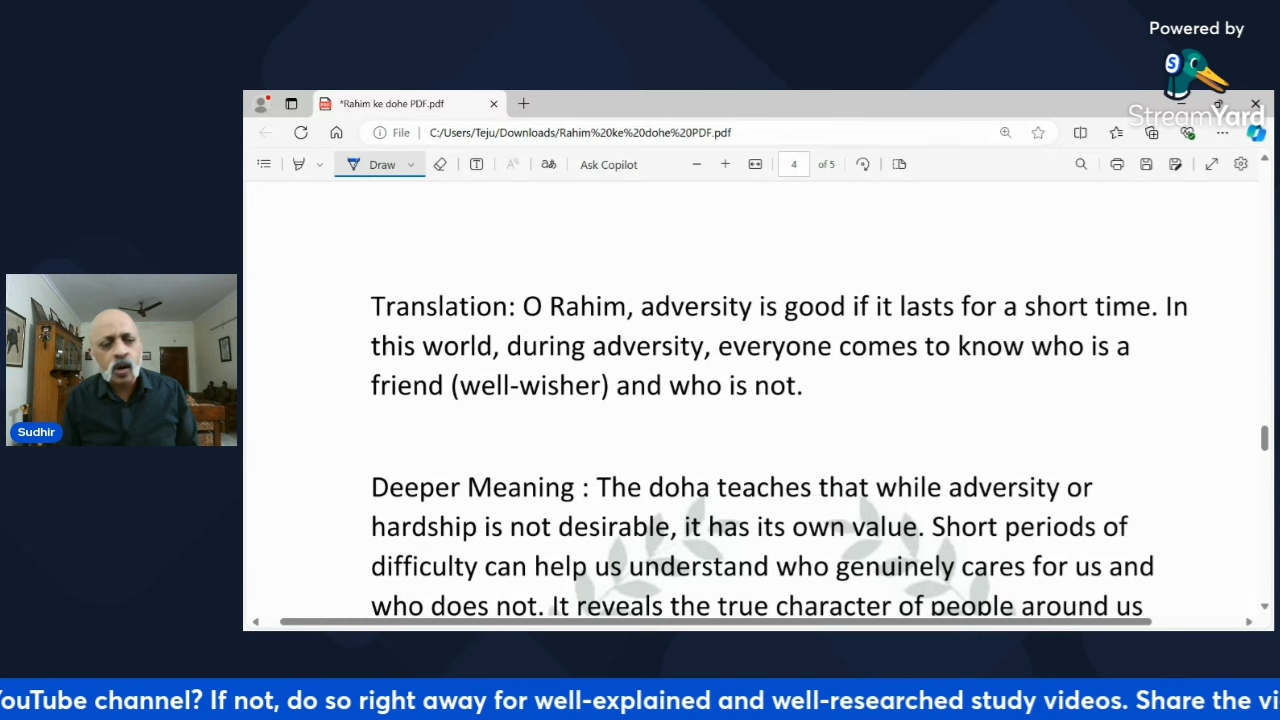 Powered by
S
StreamYard
*Rahim ke dohe PDF.pdf
File C:/Users/Teju/Downloads/Rahim%20ke%20dohe%20PDF.pdf
Draw
aあ
Ask Copilot
4 of 5
Translation: O Rahim, adversity is good if it lasts for a short time. In
this world, during adversity, everyone comes to know who is a
friend (well-wisher) and who is not.
Deeper Meaning : The doha teaches that while adversity or
hardship is not desirable, it has its own value. Short periods of
difficulty can help us understand who genuinely cares for us and
who does not. It reveals the true character of people around us
Sudhir
YouTube channel? If not, do so right away for well-explained and well-researched study videos. Share the vi